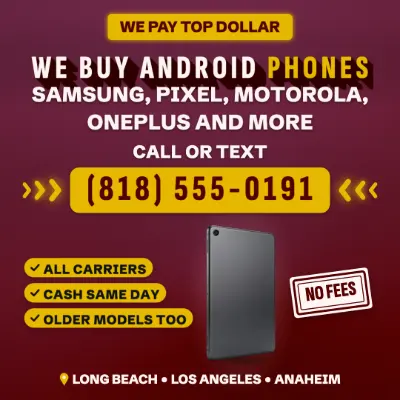 WE PAY TOP DOLLAR
WE BUY ANDROID PHONES
SAMSUNG, PIXEL, MOTOROLA,
ONEPLUS AND MORE
CALL OR TEXT
(818) 555-0191
ALL CARRIERS
CASH SAME DAY
OLDER MODELS TOO
NO FEES
LONG BEACH • LOS ANGELES • ANAHEIM